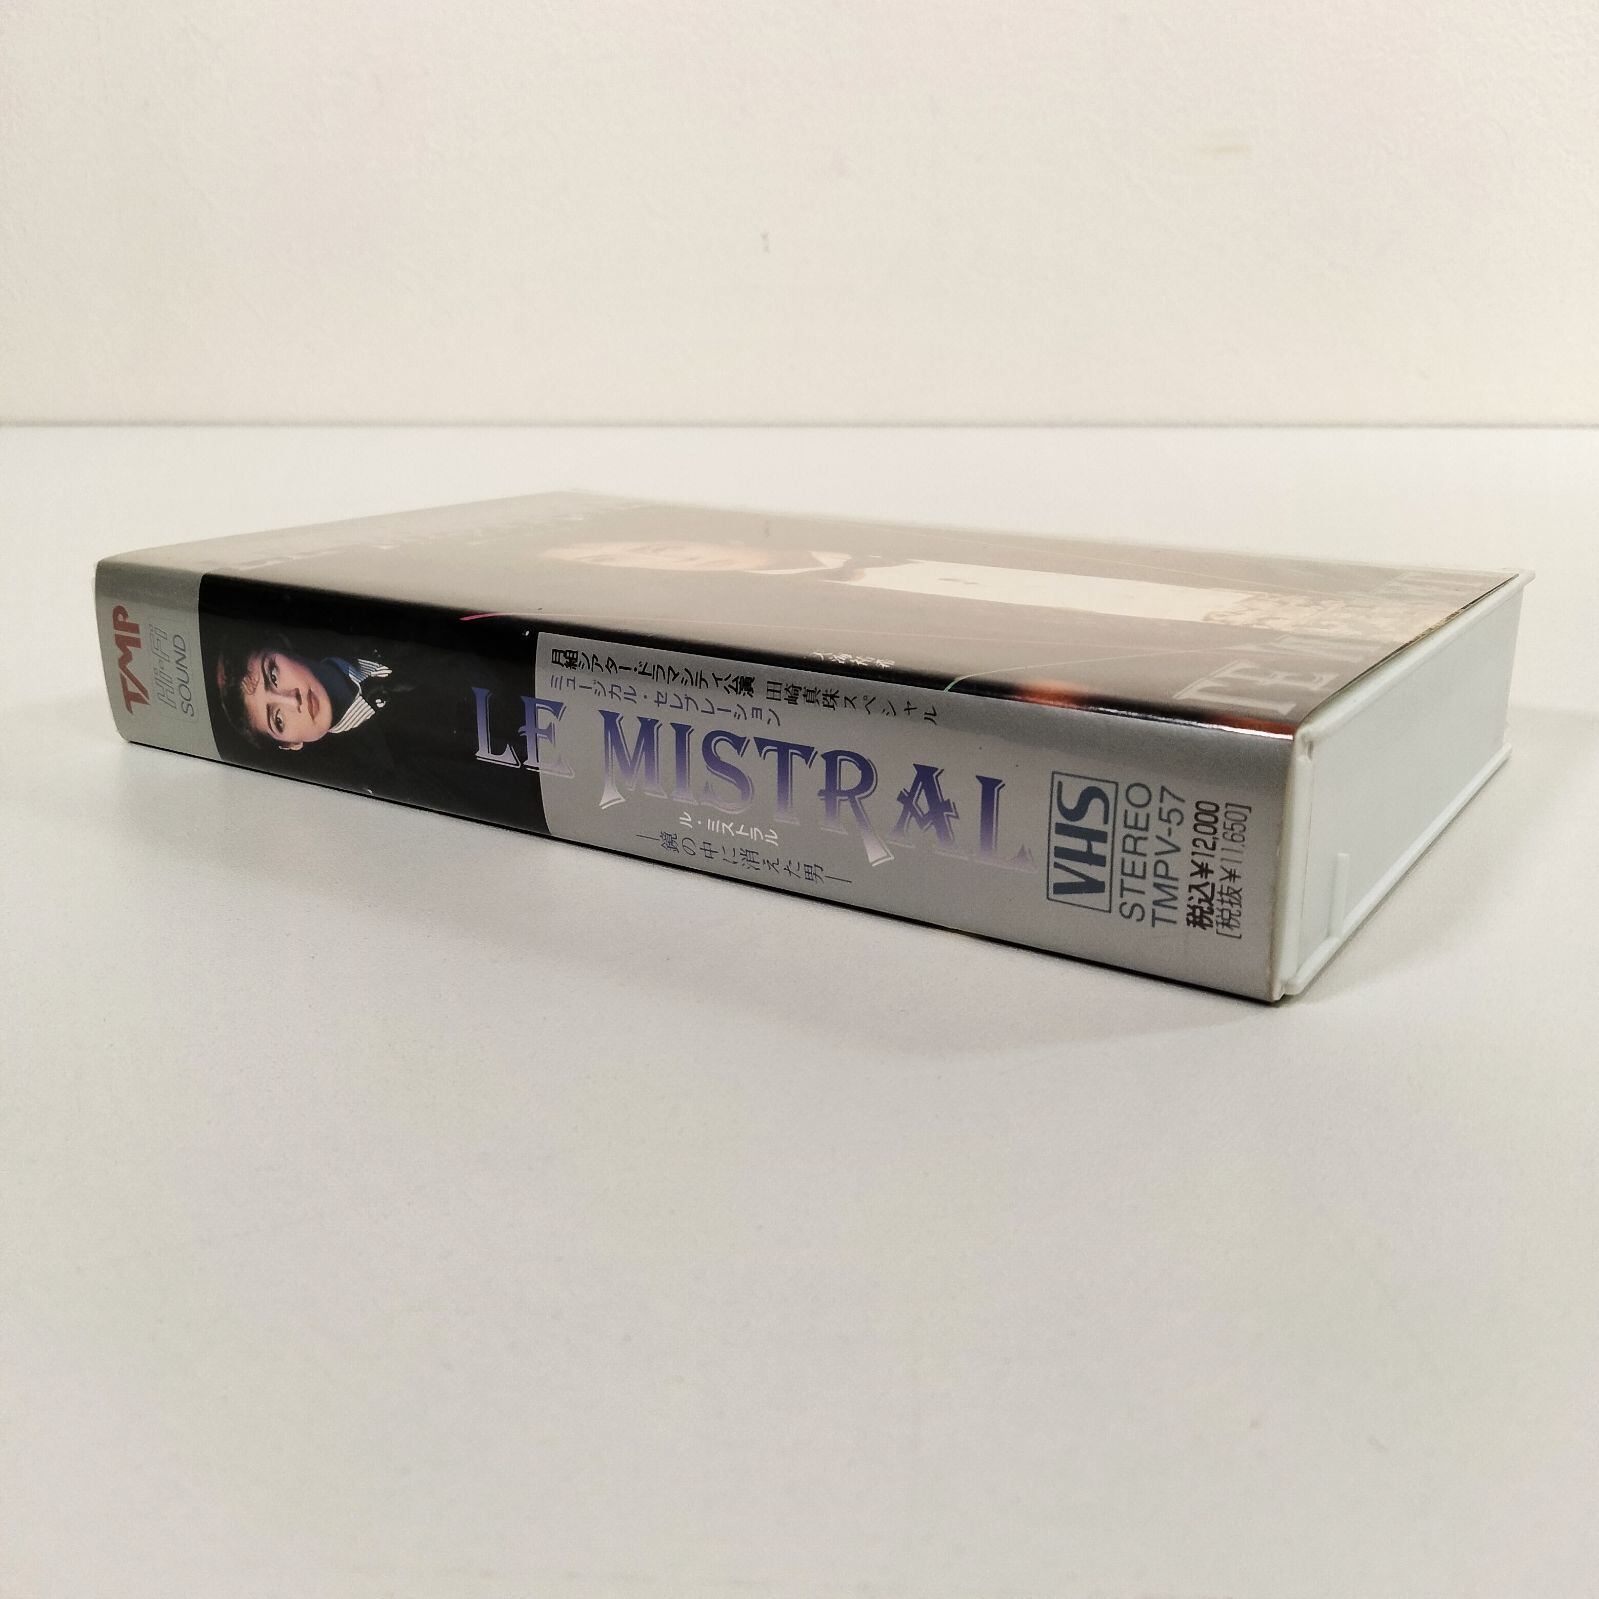 TMP
Hi-Fi
SOUND
月組シアター・ドラマシティ公演 田崎真珠スペシャル
ミュージカル・セレブレーション
LE MISTRAL
ル・ミストラル
―鏡の中に消えた男―
VHS
STEREO
TMPV-57
税込¥12,000
[税抜¥11,650]